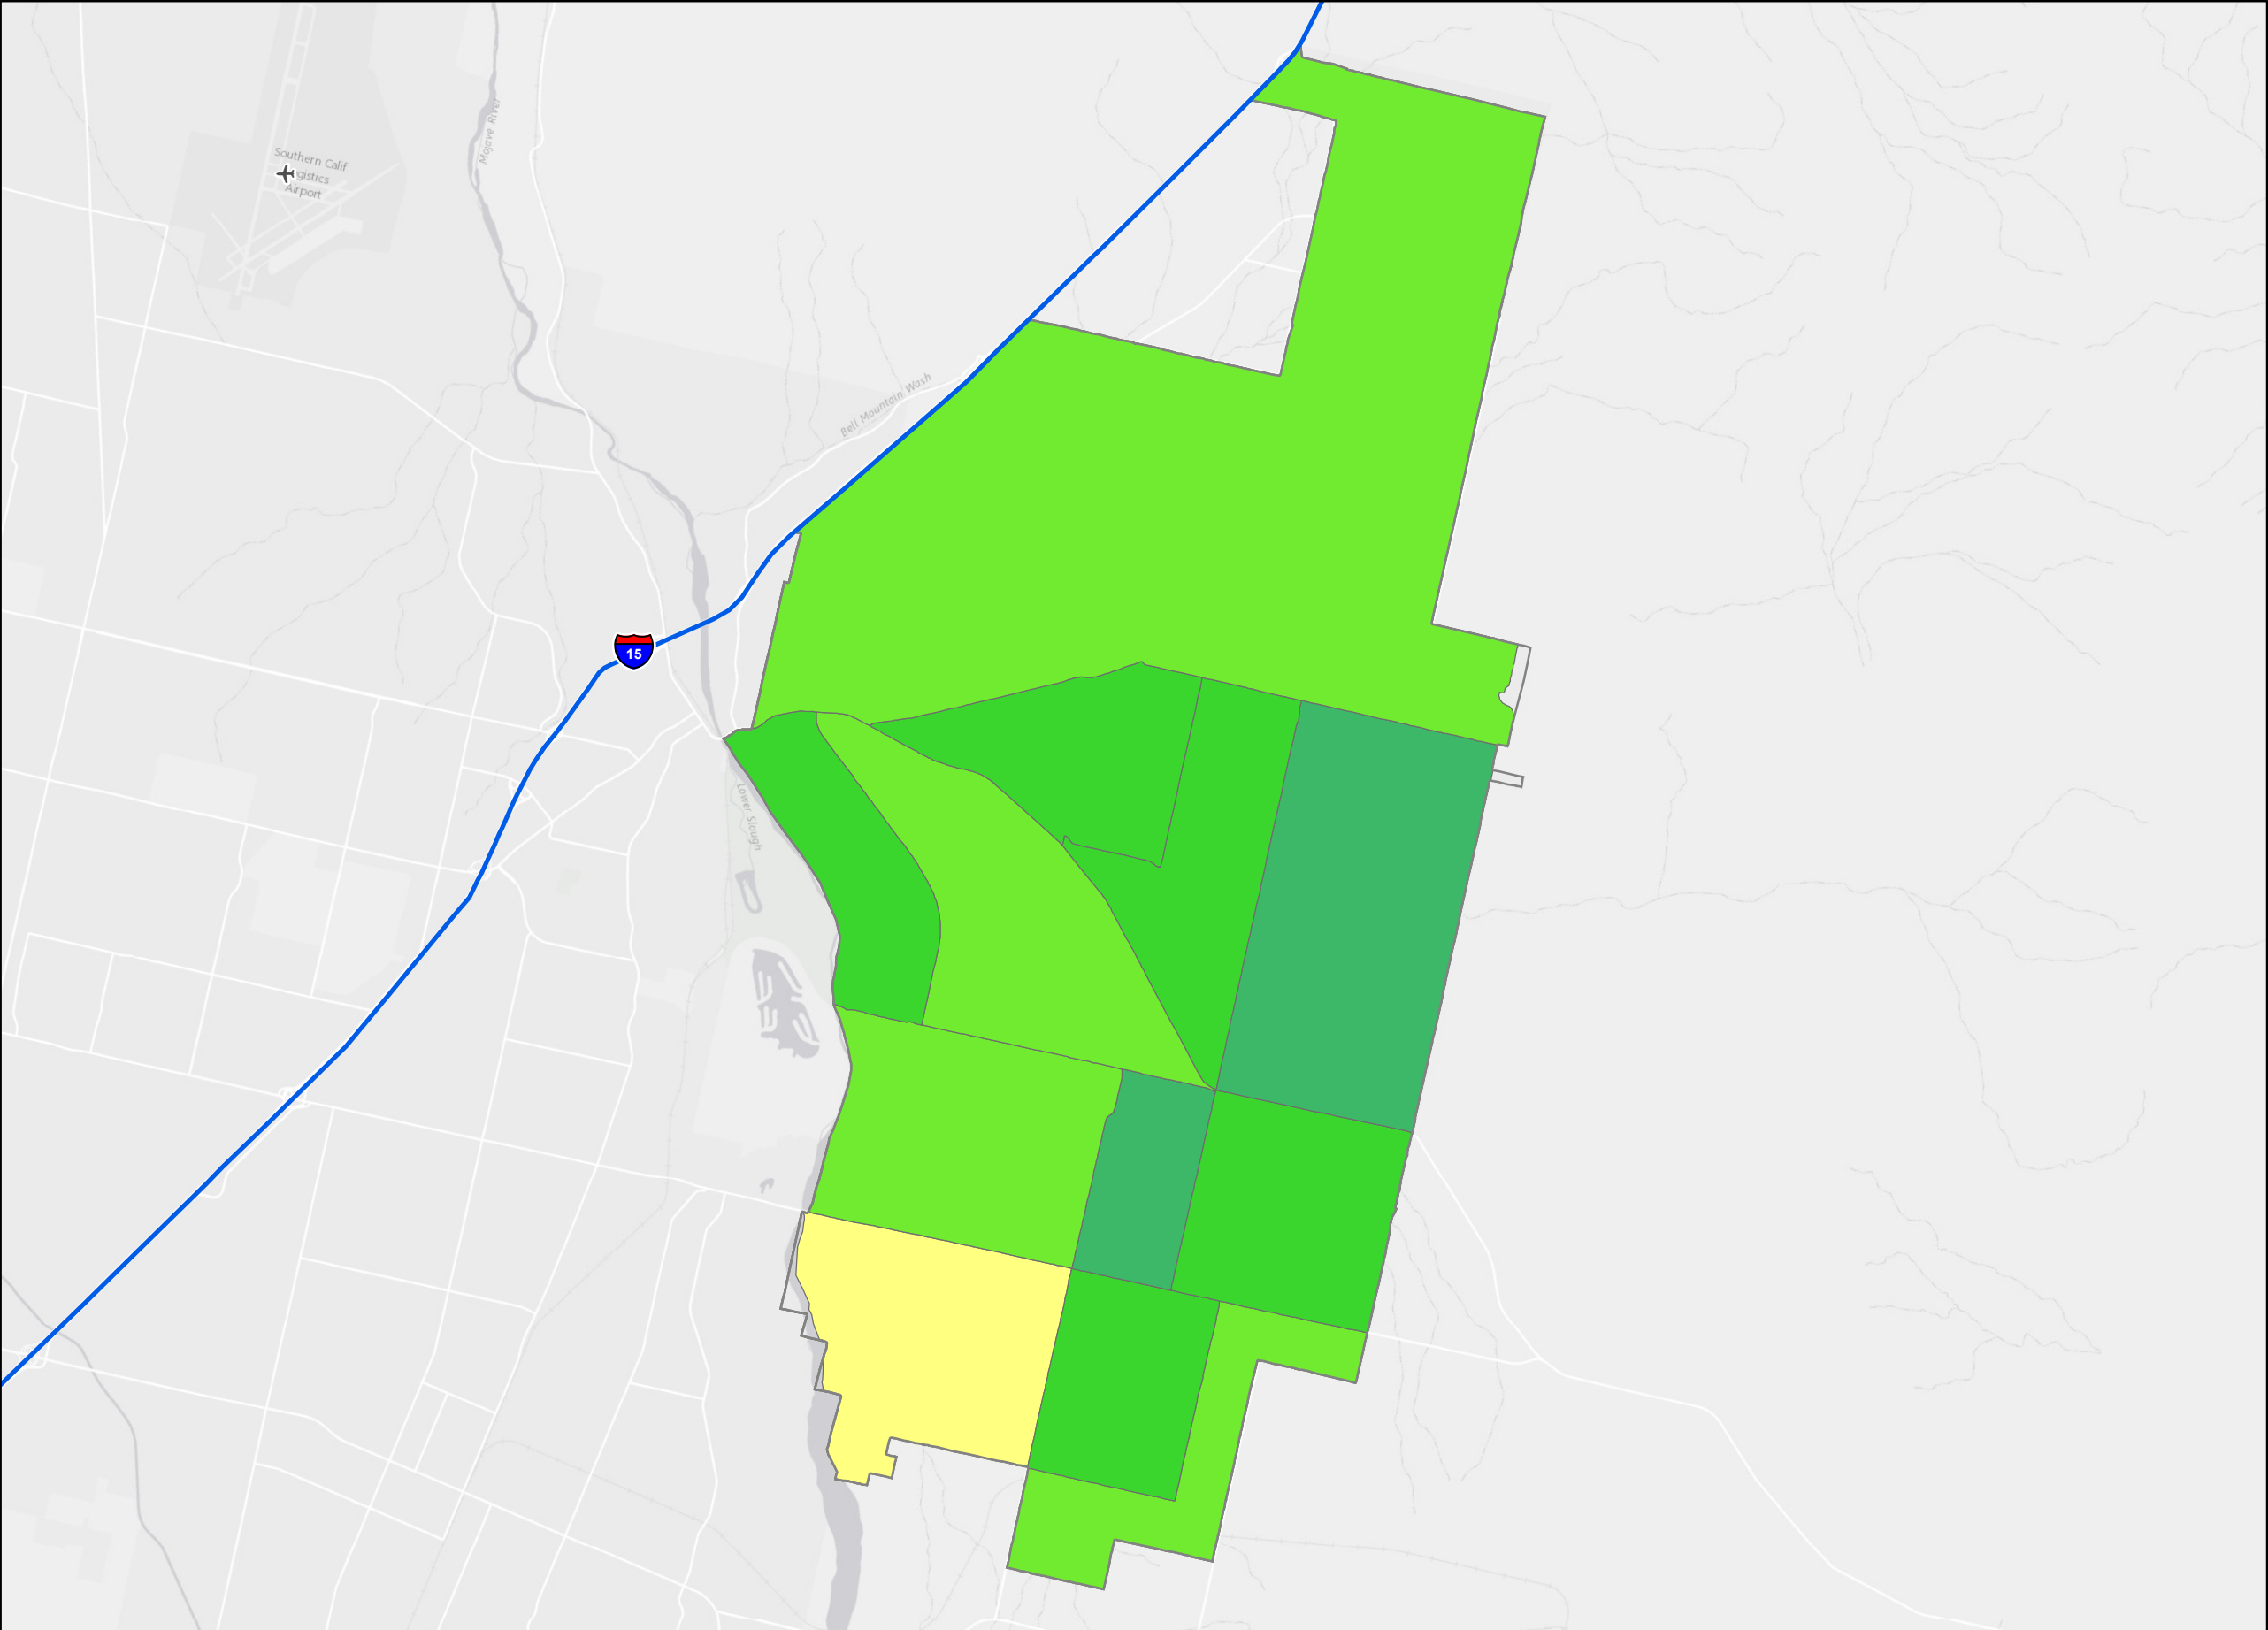 Southern Calif
gistics
Airport
Mojave River
Bell Mountain Wash
15
Lower Slough